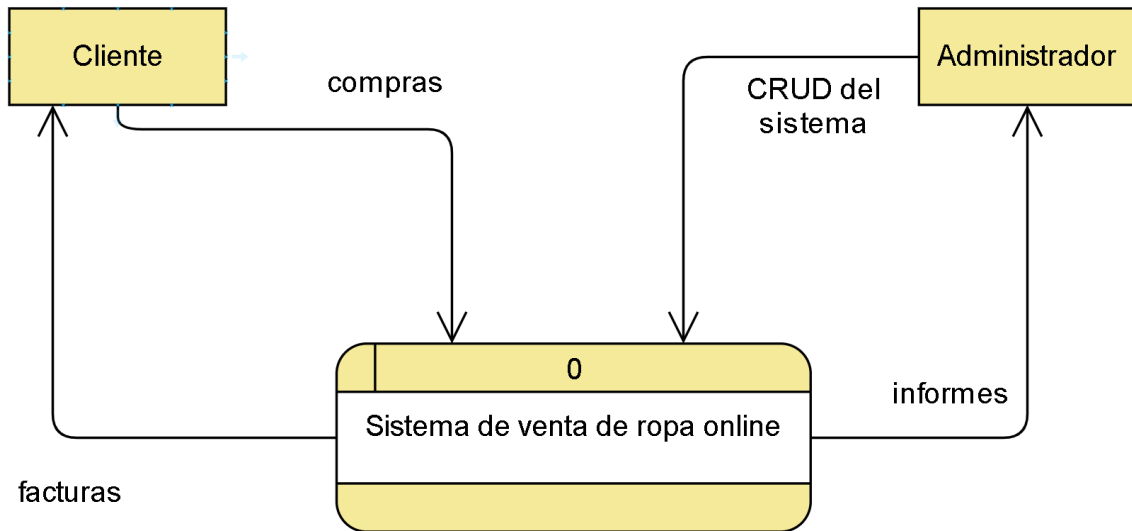 Cliente
Administrador
compras
CRUD del
sistema
0
Sistema de venta de ropa online
informes
facturas